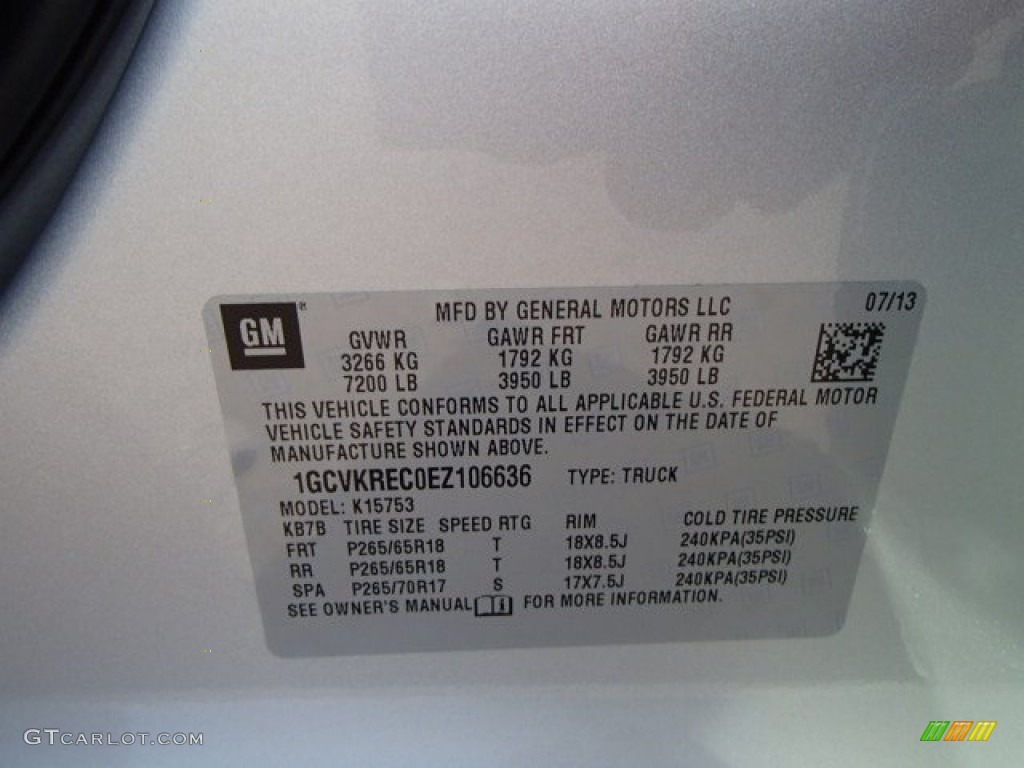 GM ®
MFD BY GENERAL MOTORS LLC 07/13
GVWR GAWR FRT GAWR RR
3266 KG 1792 KG 1792 KG
7200 LB 3950 LB 3950 LB
THIS VEHICLE CONFORMS TO ALL APPLICABLE U.S. FEDERAL MOTOR
VEHICLE SAFETY STANDARDS IN EFFECT ON THE DATE OF
MANUFACTURE SHOWN ABOVE.
1GCVKREC0EZ106636 TYPE: TRUCK
MODEL: K15753
KB7B TIRE SIZE SPEED RTG RIM COLD TIRE PRESSURE
FRT P265/65R18 T 18X8.5J 240KPA(35PSI)
RR P265/65R18 T 18X8.5J 240KPA(35PSI)
SPA P265/70R17 S 17X7.5J 240KPA(35PSI)
SEE OWNER'S MANUAL FOR MORE INFORMATION.
GTCARLOT.COM